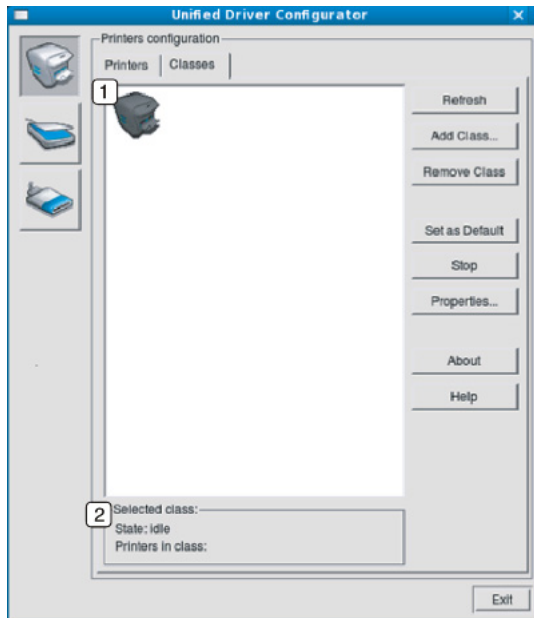 Unified Driver Configurator
Printers configuration
Printers Classes
1
Refresh
Add Class...
Remove Class
Set as Default
Stop
Properties...
About
Help
2
Selected class:
State: idle
Printers in class:
Exit